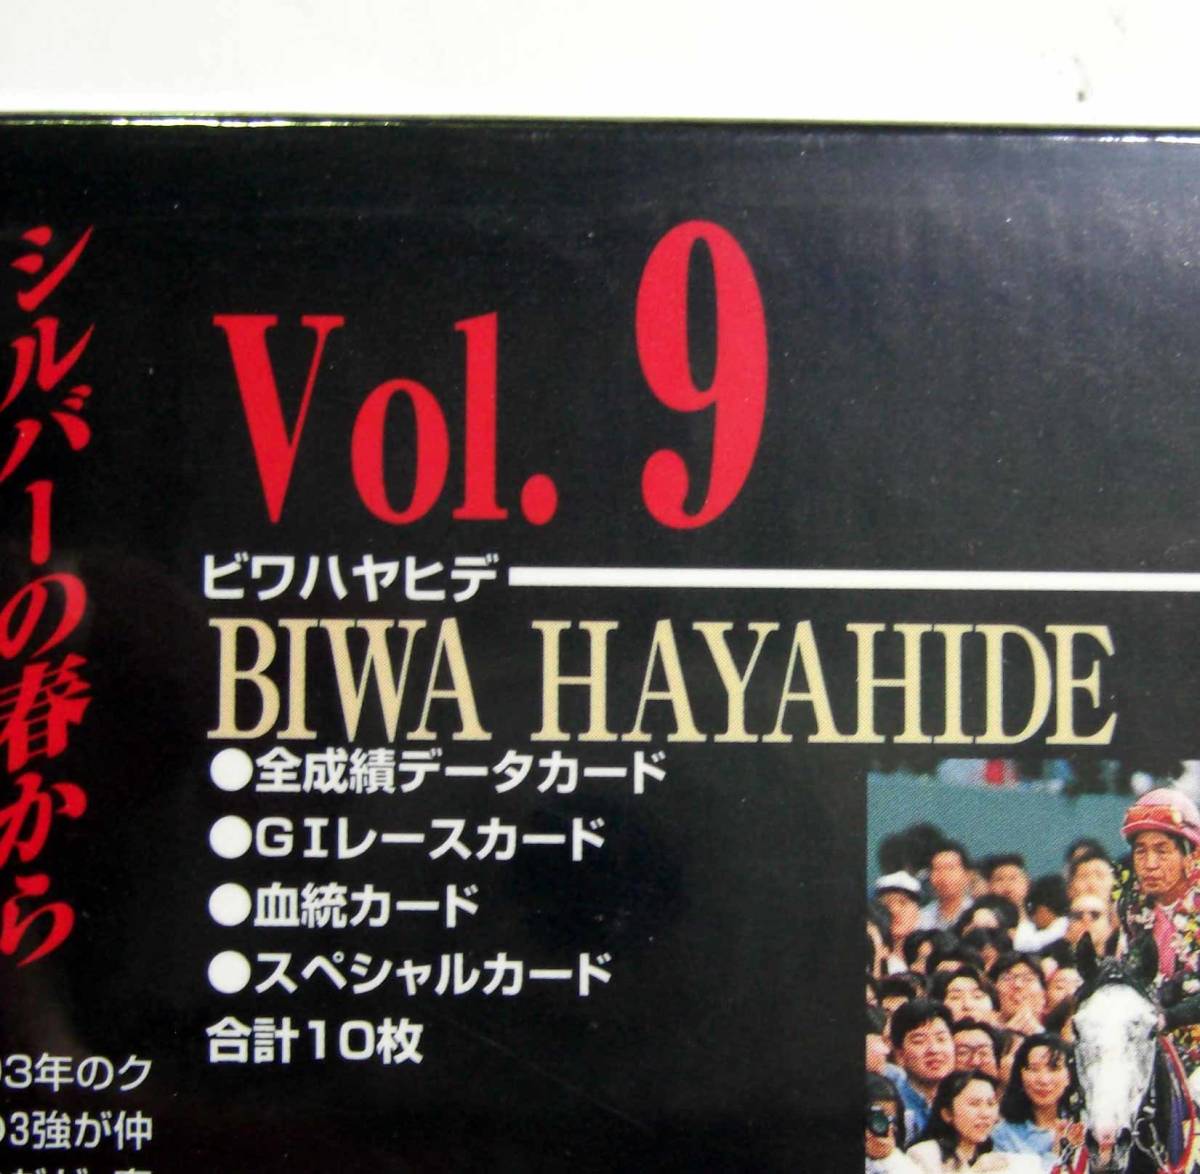 Vol. 9
ビワハヤヒデ
BIWA HAYAHIDE
●全成績データカード
●GIレースカード
●血統カード
●スペシャルカード
合計10枚
シルバーの春から
93年のク
3強が仲